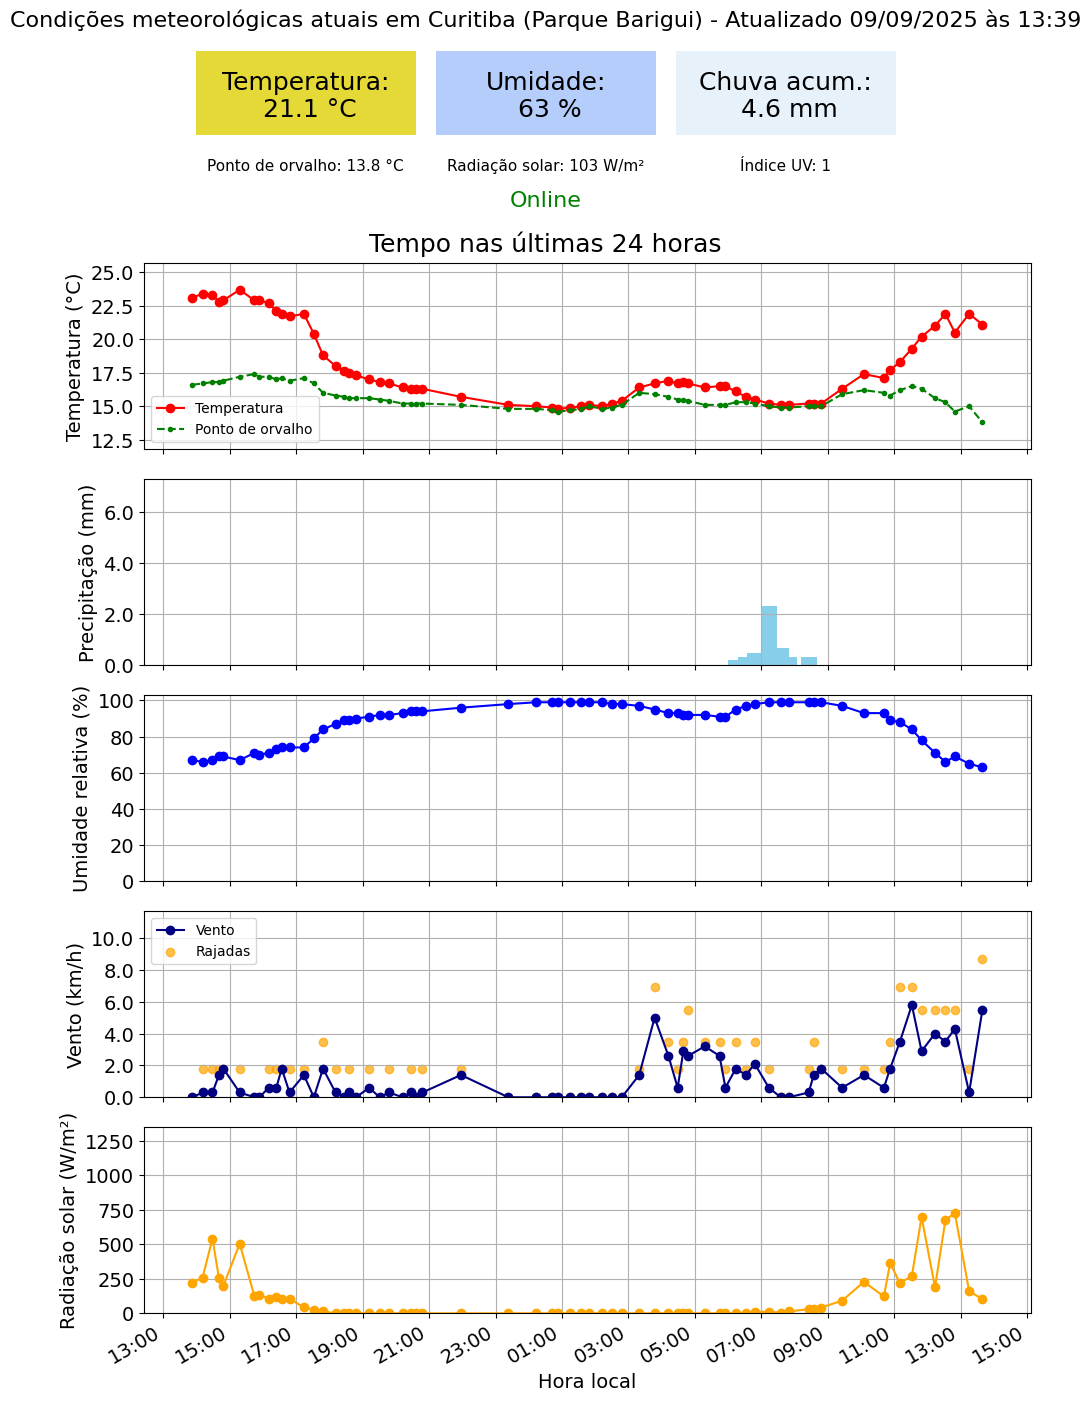 Condições meteorológicas atuais em Curitiba (Parque Barigui) - Atualizado 09/09/2025 às 13:39
Temperatura:
21.1 °C
Umidade:
63 %
Chuva acum.:
4.6 mm
Ponto de orvalho: 13.8 °C
Radiação solar: 103 W/m²
Índice UV: 1
Online
Tempo nas últimas 24 horas
Temperatura (°C)
25.0
22.5
20.0
17.5
15.0
12.5
Temperatura
Ponto de orvalho
Precipitação (mm)
6.0
4.0
2.0
0.0
Umidade relativa (%)
100
80
60
40
20
0
Vento (km/h)
10.0
8.0
6.0
4.0
2.0
0.0
Vento
Rajadas
Radiação solar (W/m²)
1250
1000
750
500
250
0
13:00
15:00
17:00
19:00
21:00
23:00
01:00
03:00
05:00
07:00
09:00
11:00
13:00
15:00
Hora local